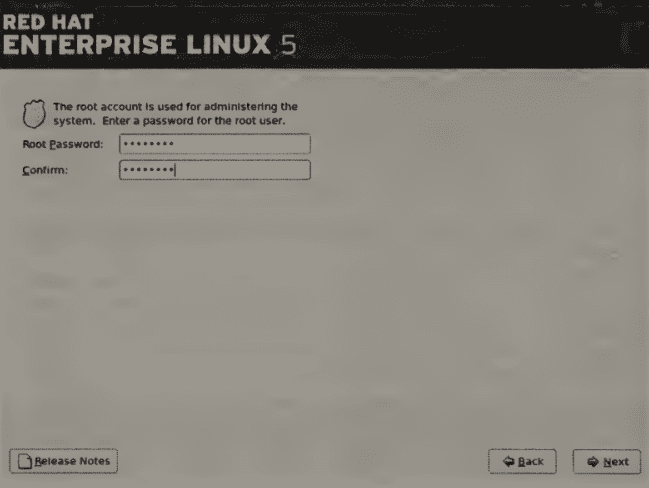 RED HAT
ENTERPRISE LINUX 5
The root account is used for administering the
system. Enter a password for the root user.
Root Password: ••••••••
Confirm: ••••••••
Release Notes
Back
Next